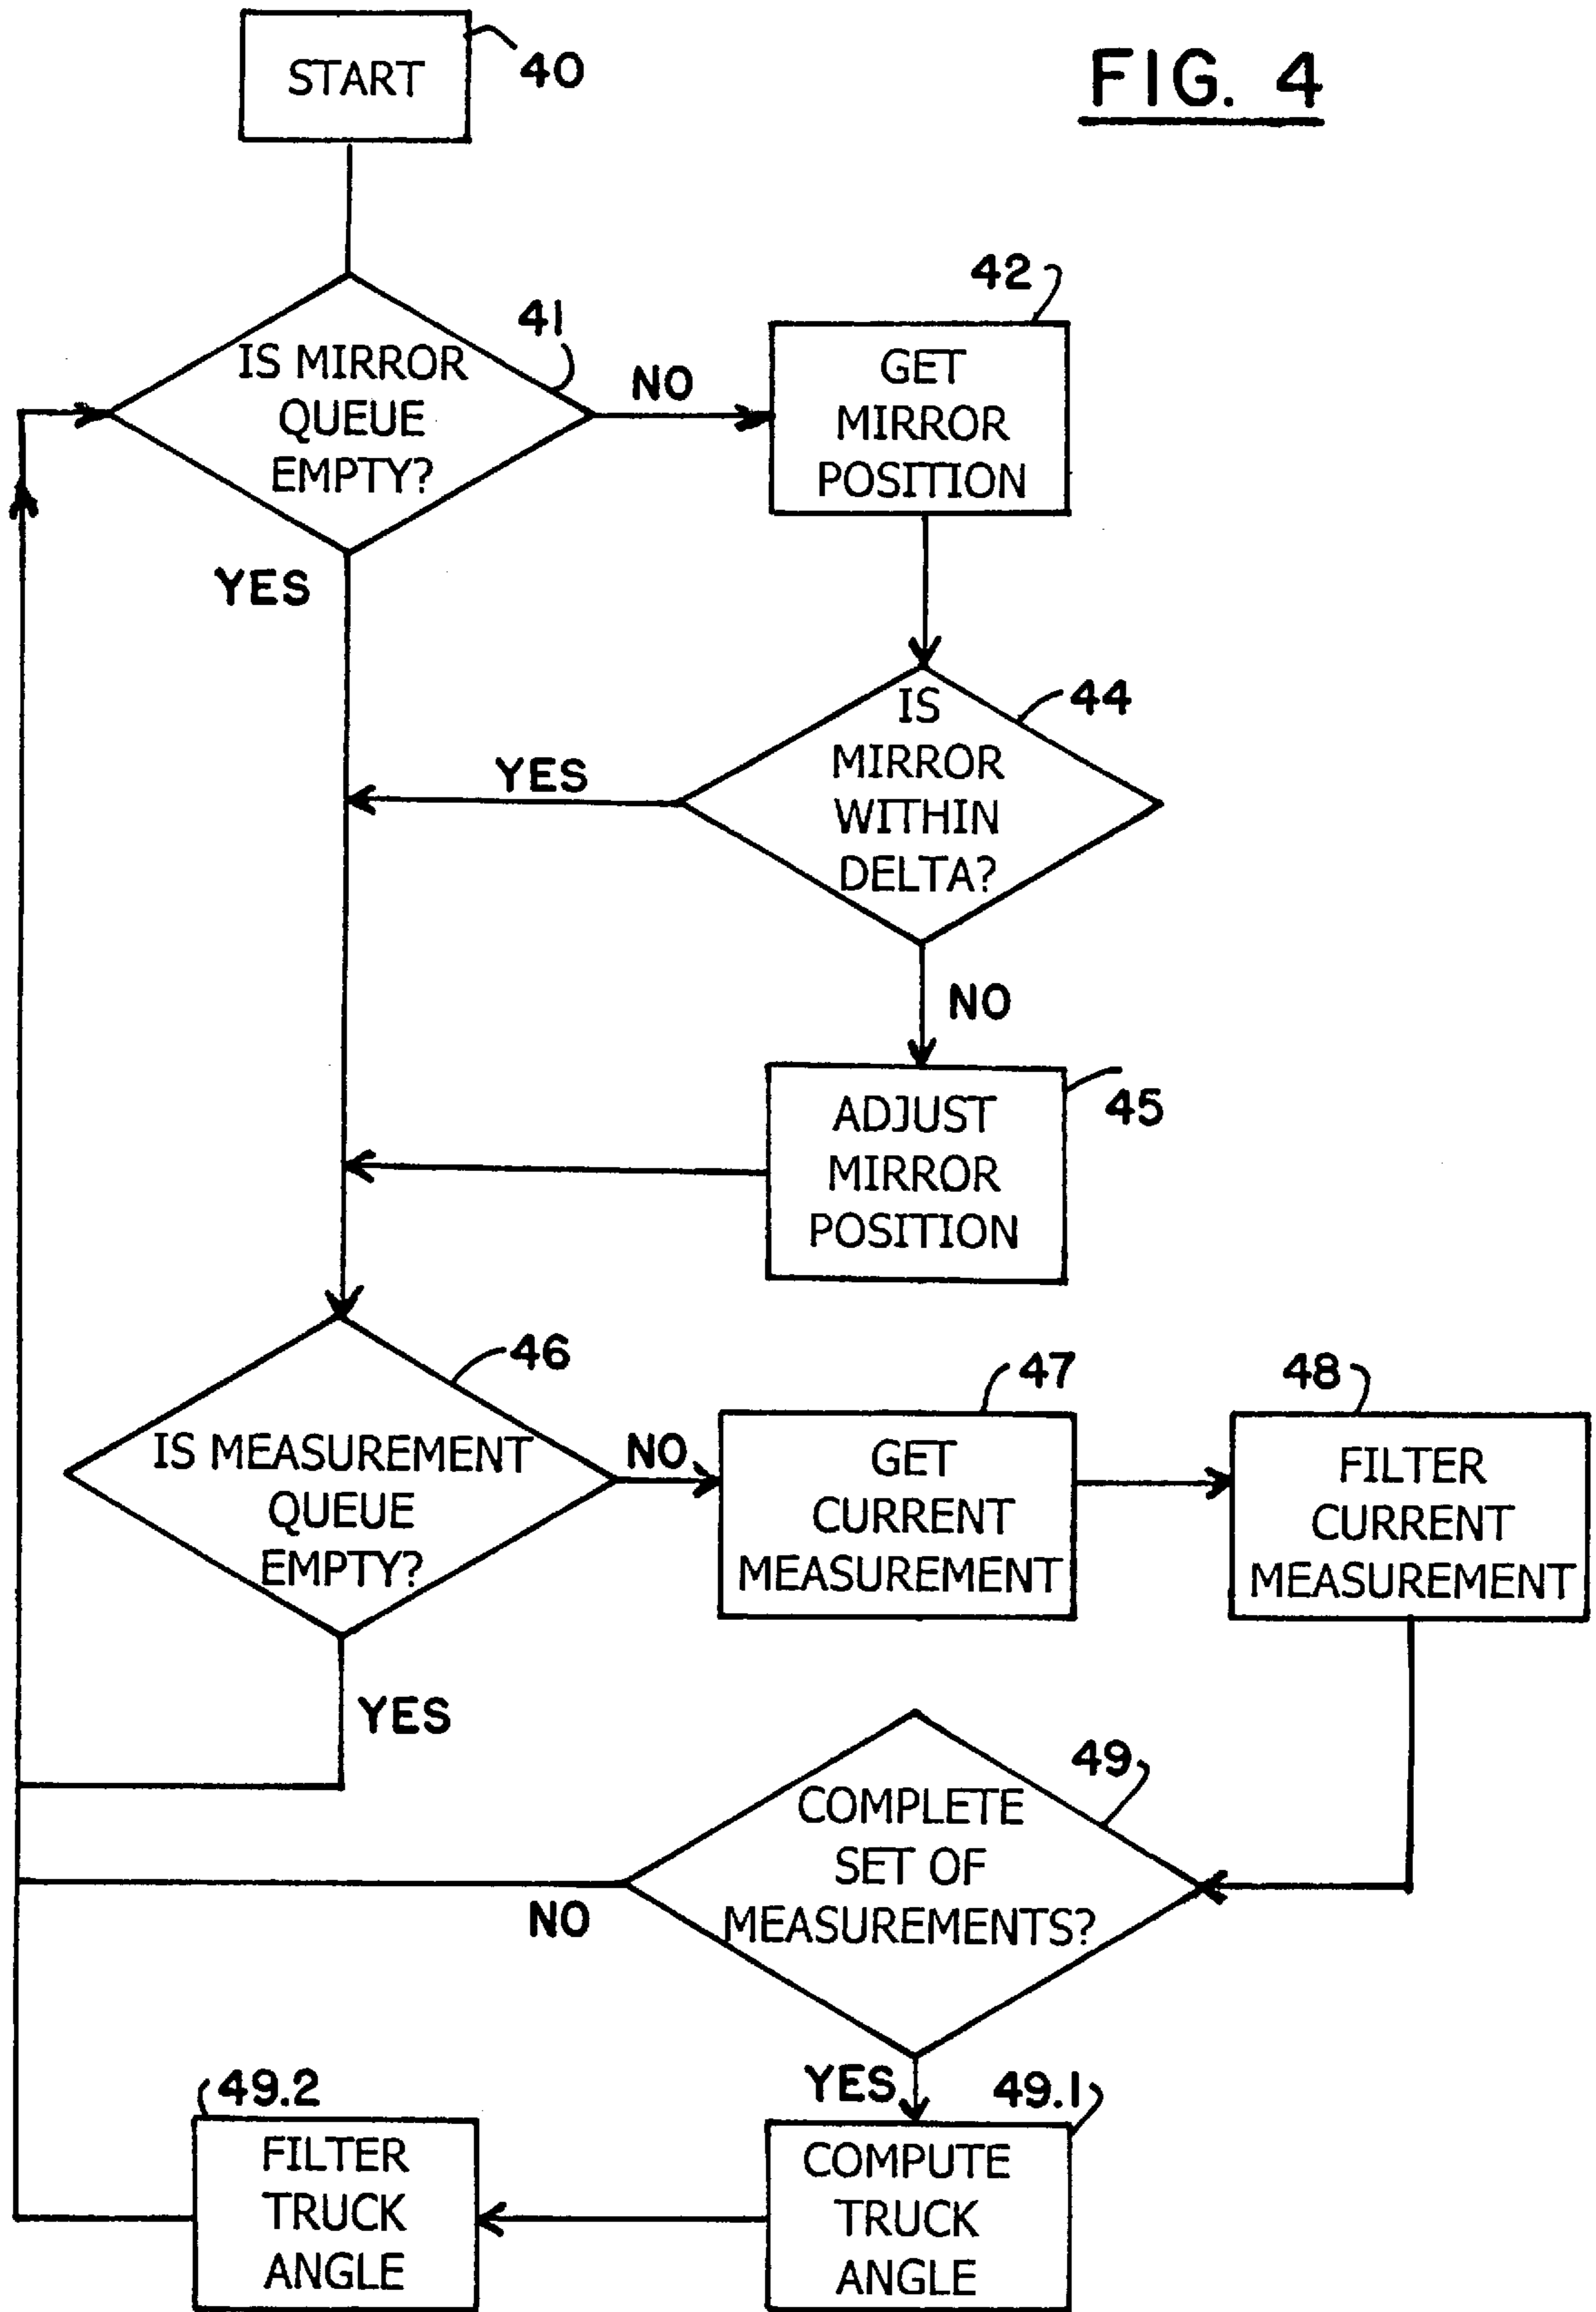 FIG. 4
START
40
IS MIRROR
QUEUE
EMPTY?
41
NO
YES
42
GET
MIRROR
POSITION
44
IS
MIRROR
WITHIN
DELTA?
YES
NO
45
ADJUST
MIRROR
POSITION
46
IS MEASUREMENT
QUEUE
EMPTY?
NO
YES
47
GET
CURRENT
MEASUREMENT
48
FILTER
CURRENT
MEASUREMENT
49
COMPLETE
SET OF
MEASUREMENTS?
NO
YES
49.1
COMPUTE
TRUCK
ANGLE
49.2
FILTER
TRUCK
ANGLE